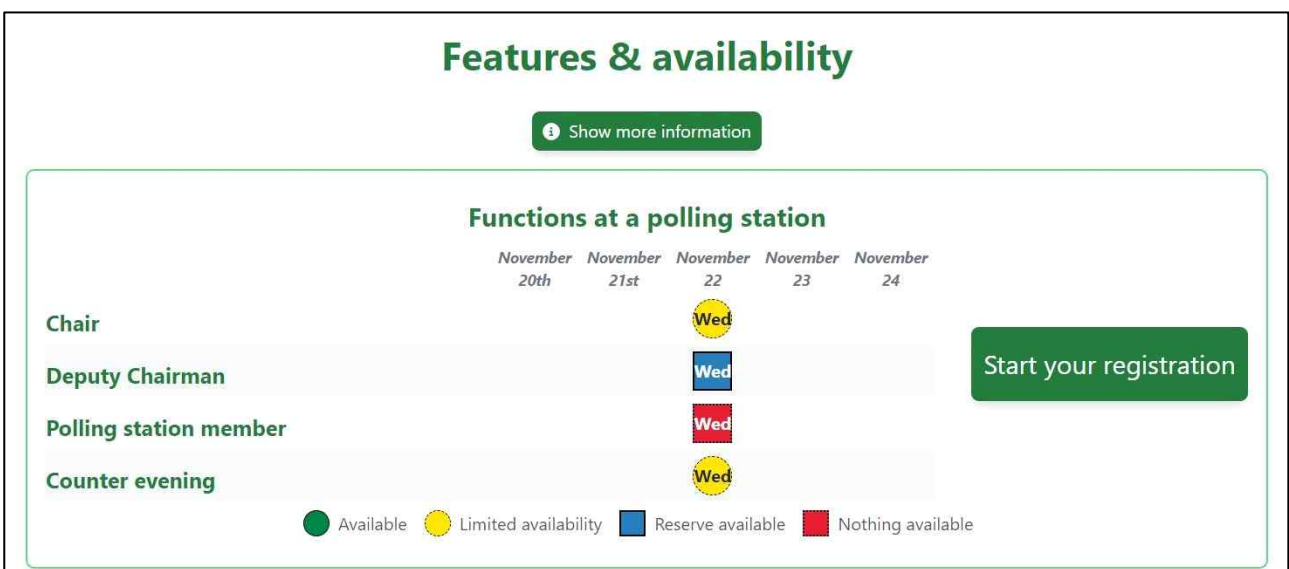 Features & availability
Show more information
Functions at a polling station
November November November November November
20th 21st 22 23 24
Chair Wed
Start your registration
Deputy Chairman Wed
Polling station member Wed
Counter evening Wed
Available Limited availability Reserve available Nothing available